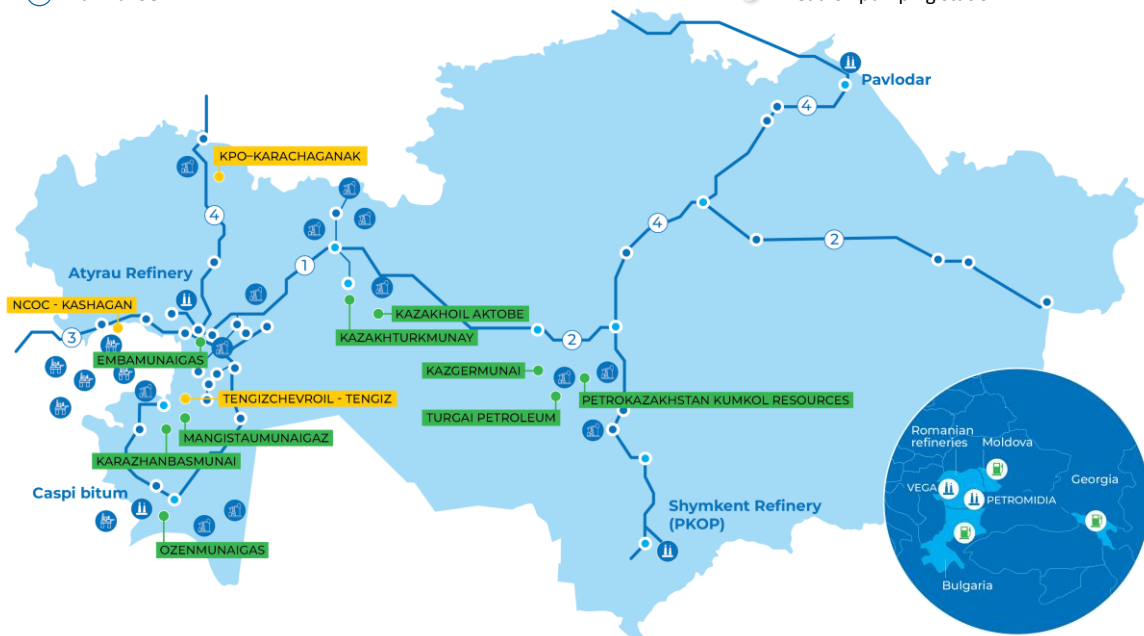 Pavlodar
4
KPO–KARACHAGANAK
4
4
2
1
Atyrau Refinery
NCOC - KASHAGAN
KAZAKHOIL AKTOBE
3
2
KAZAKHTURKMUNAY
EMBAMUNAIGAS
KAZGERMUNAI
TENGIZCHEVROIL - TENGIZ
PETROKAZAKHSTAN KUMKOL RESOURCES
TURGAI PETROLEUM
MANGISTAUMUNAIGAZ
KARAZHANBASMUNAI
Caspi bitum
Shymkent Refinery
(PKOP)
OZENMUNAIGAS
Romanian
refineries
Moldova
Georgia
VEGA
PETROMIDIA
Bulgaria